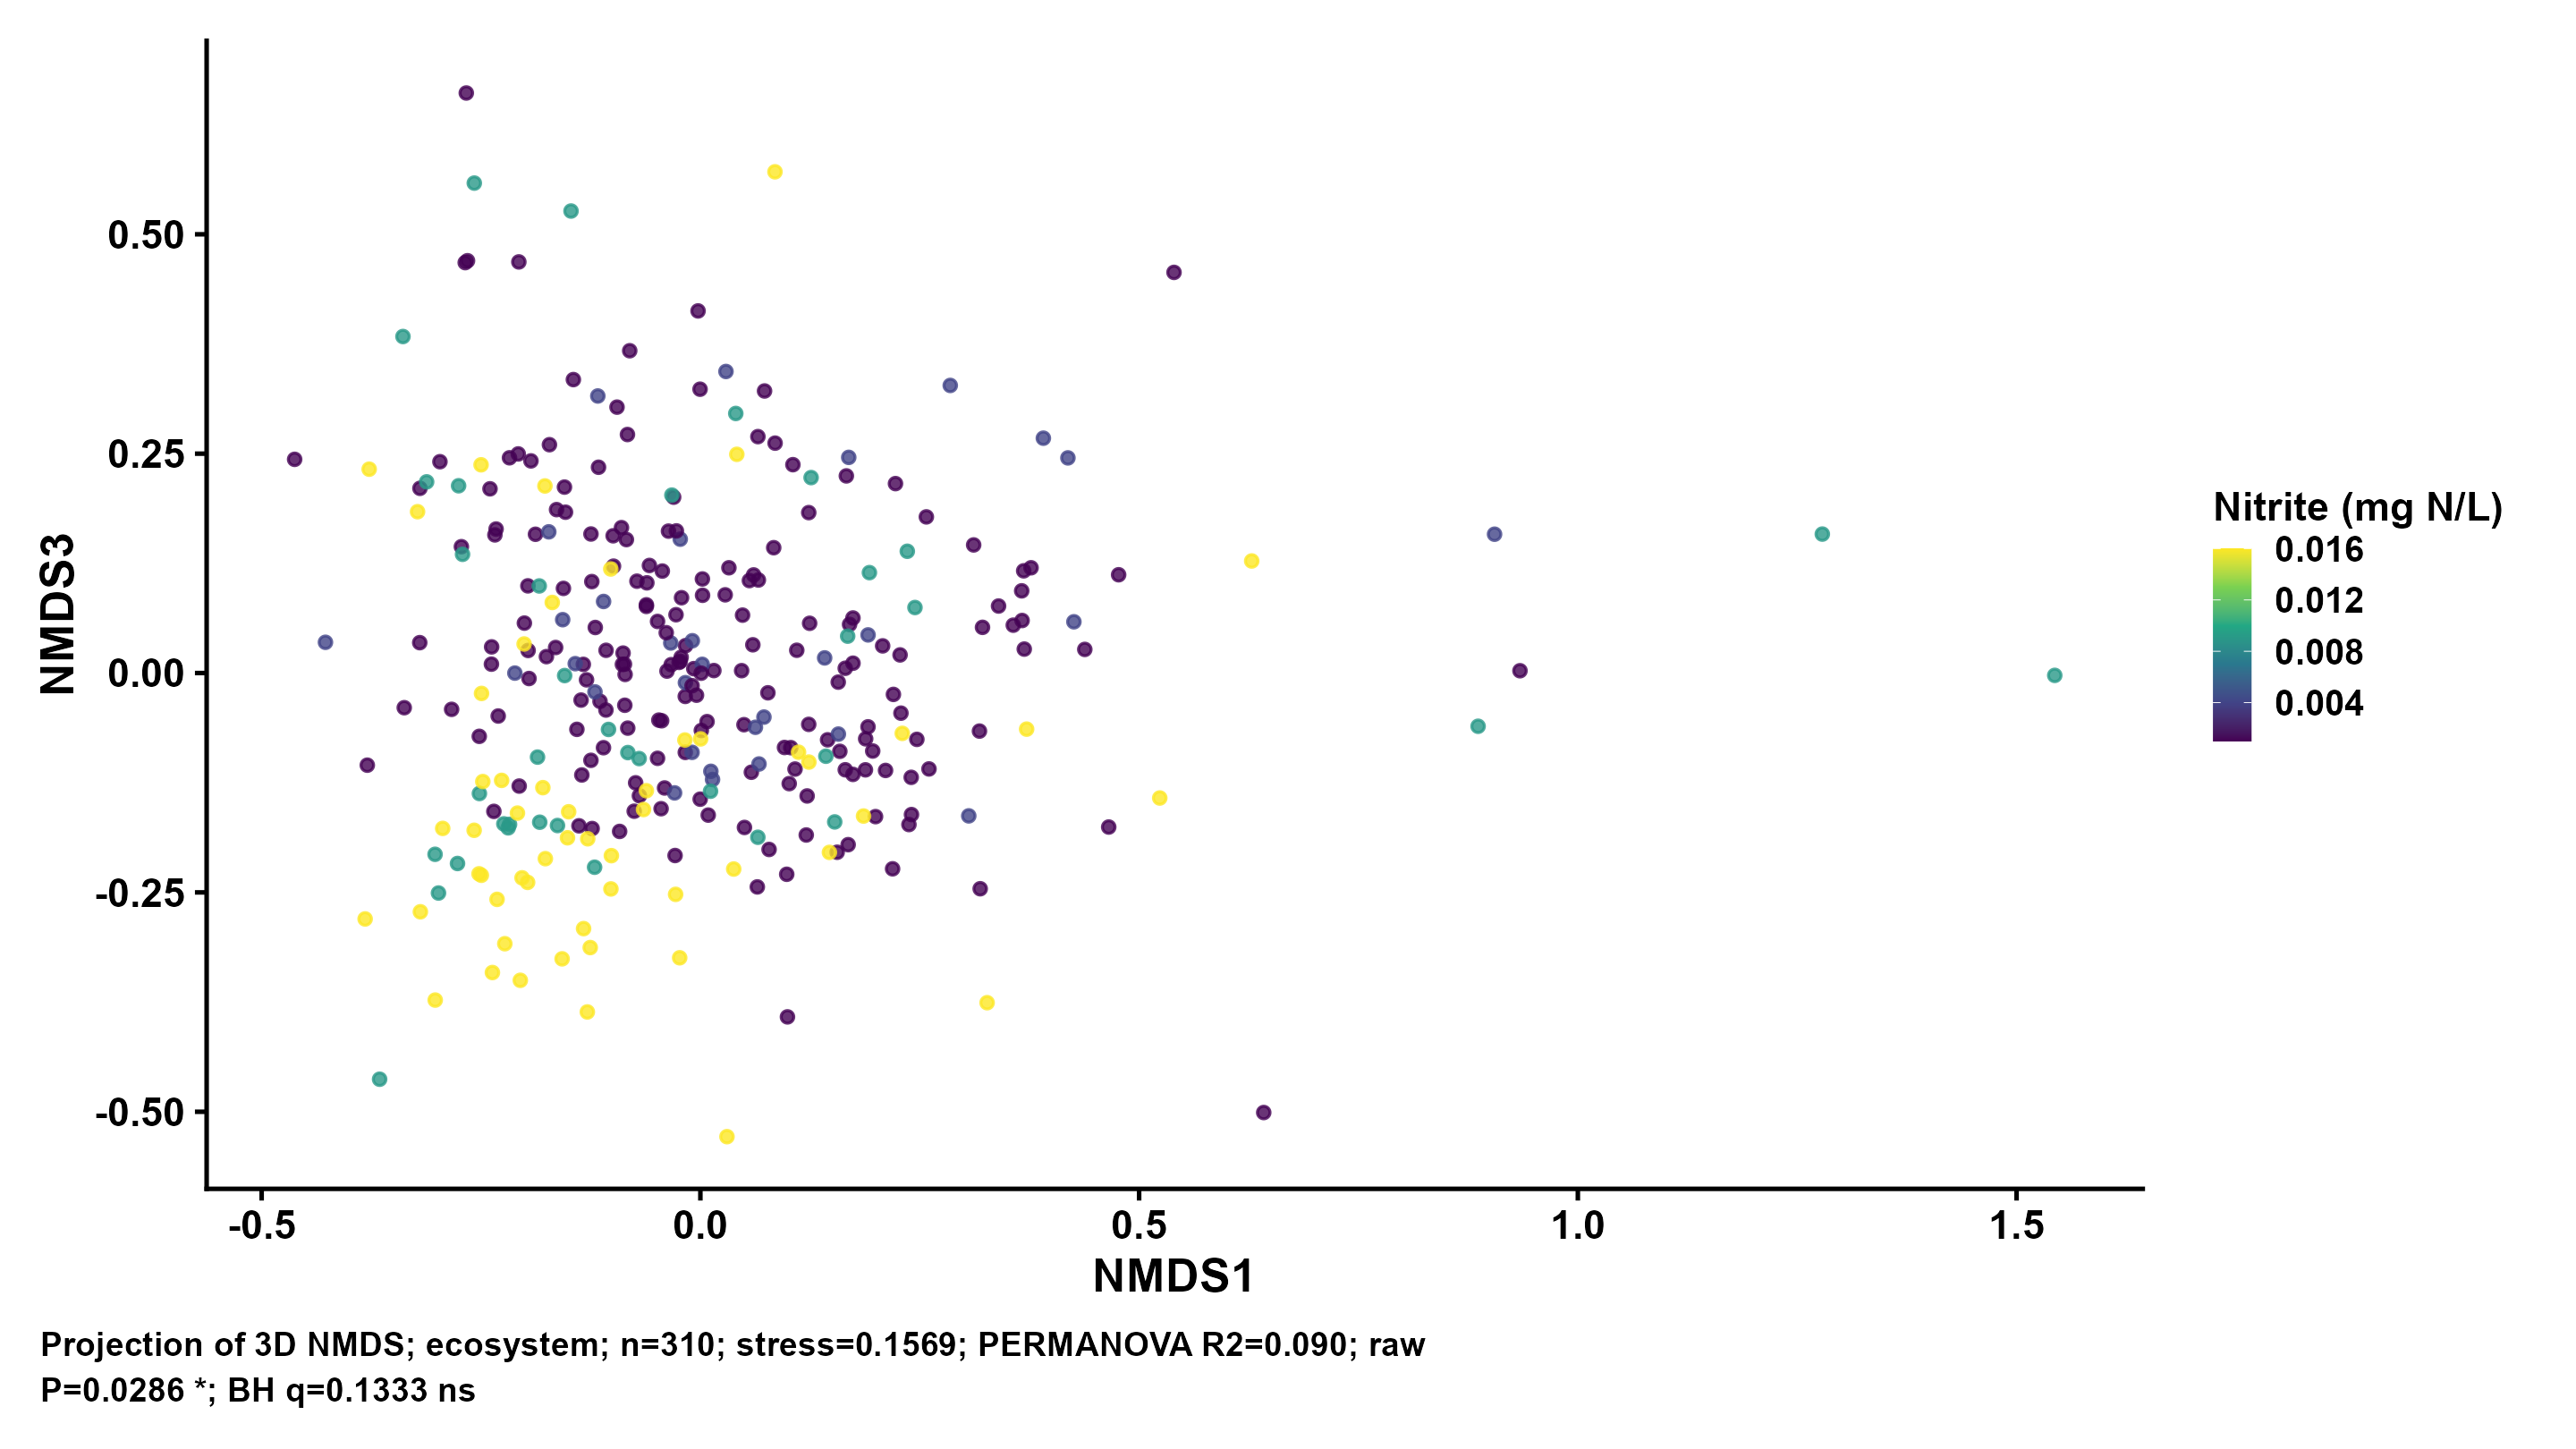 0.50
0.25
0.00
-0.25
-0.50
NMDS3
-0.5
0.0
0.5
1.0
1.5
NMDS1
Nitrite (mg N/L)
0.016
0.012
0.008
0.004
Projection of 3D NMDS; ecosystem; n=310; stress=0.1569; PERMANOVA R2=0.090; raw
P=0.0286 *; BH q=0.1333 ns